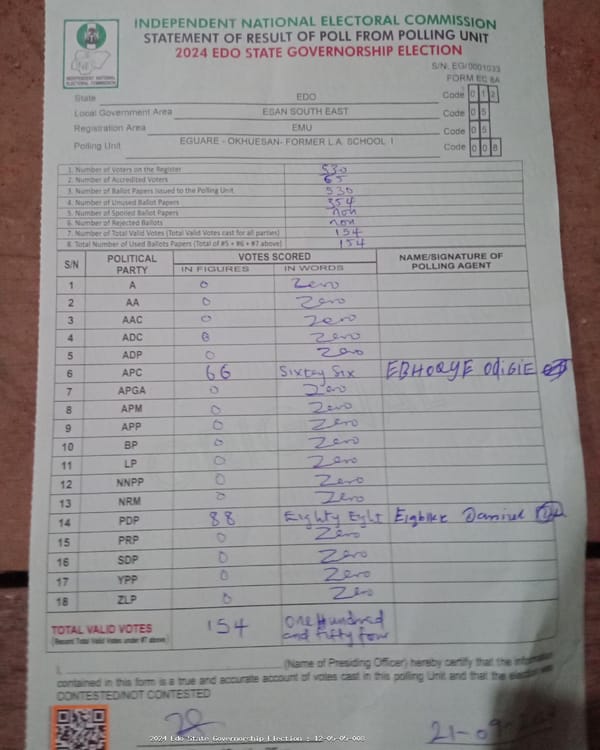 INDEPENDENT NATIONAL ELECTORAL COMMISSION
STATEMENT OF RESULT OF POLL FROM POLLING UNIT
2024 EDO STATE GOVERNORSHIP ELECTION
INDEPENDENT NATIONAL ELECTORAL COMMISSION
S/N: EG/0001033
FORM EC 8A
State EDO Code 0 1 2
Local Government Area ESAN SOUTH EAST Code 0 5
Registration Area EMU Code 0 5
Polling Unit EGUARE - OKHUESAN- FORMER L.A. SCHOOL I Code 0 0 8
1. Number of Voters on the Register 530
2. Number of Accredited Voters 65
3. Number of Ballot Papers Issued to the Polling Unit 530
4. Number of Unused Ballot Papers 354
5. Number of Spoiled Ballot Papers non
6. Number of Rejected Ballots non
7. Number of Total Valid Votes (Total Valid Votes cast for all parties) 154
8. Total Number of Used Ballots Papers (Total of #5 + #6 + #7 above) 154
S/N POLITICAL PARTY VOTES SCORED NAME/SIGNATURE OF POLLING AGENT
IN FIGURES IN WORDS
1 A 0 Zero
2 AA 0 Zero
3 AAC 0 Zero
4 ADC 0 Zero
5 ADP 0 Zero
6 APC 66 Sixtey Six EBHOQYE OdiGIE
7 APGA 0 Zero
8 APM 0 Zero
9 APP 0 Zero
10 BP 0 Zero
11 LP 0 Zero
12 NNPP 0 Zero
13 NRM 0 Zero
14 PDP 88 Eighty Eight
15 PRP 0 Zero
16 SDP 0 Zero
17 YPP 0 Zero
18 ZLP 0 Zero
TOTAL VALID VOTES 154 One Hundred
(Record Total Valid Votes under #7 above) and fifty four
I, (Name of Presiding Officer) hereby certify that the information
contained in this form is a true and accurate account of votes cast in this polling Unit and that the election was
CONTESTED/NOT CONTESTED
21-09-
2024 Edo State Governorship Election : 12-05-05-008